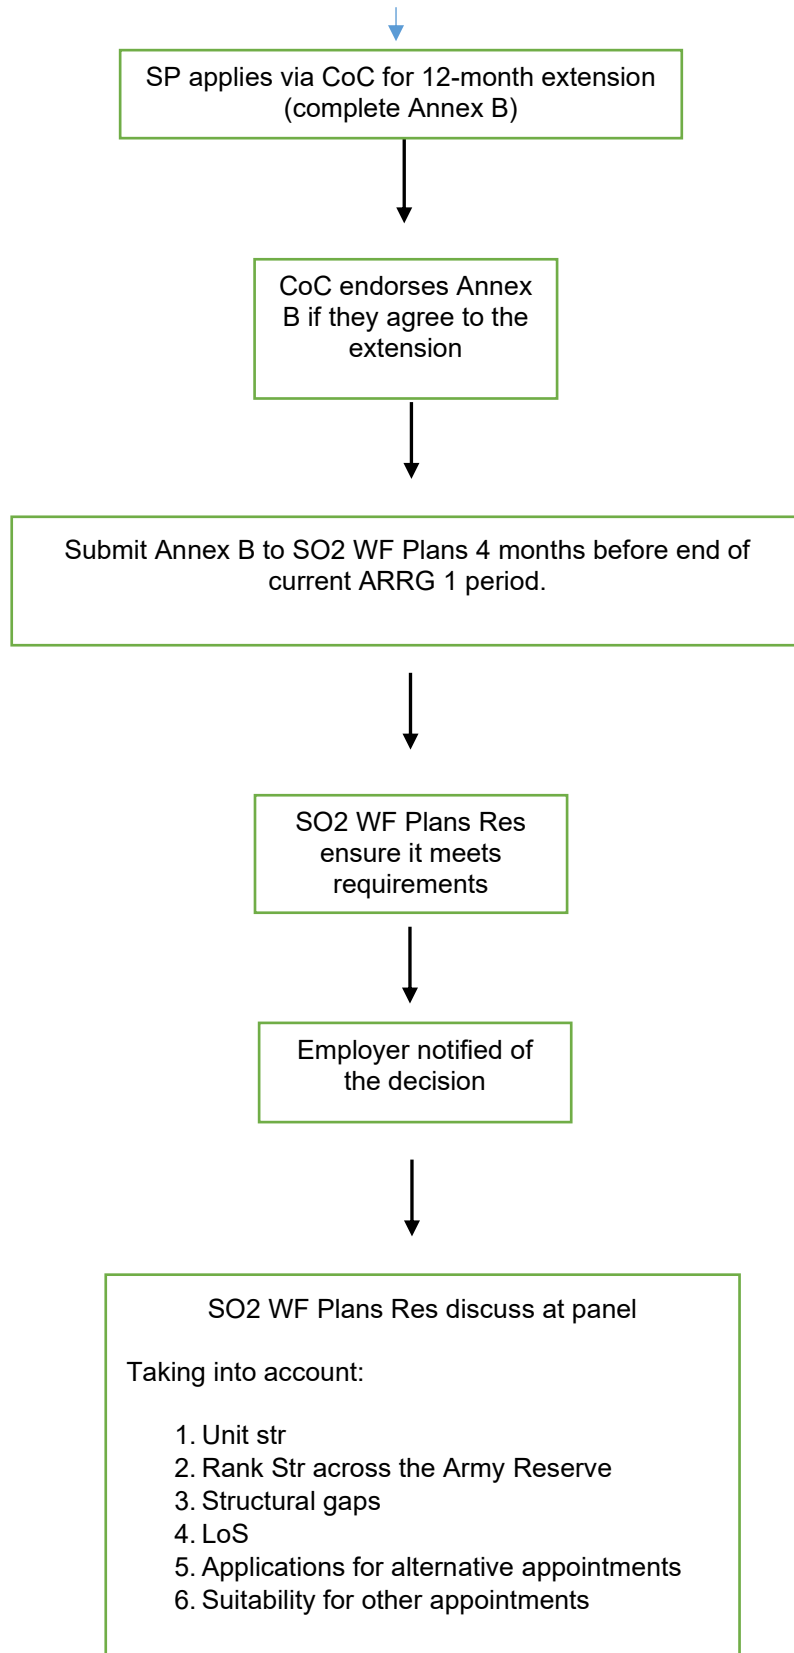 SP applies via CoC for 12-month extension
(complete Annex B)
CoC endorses Annex
B if they agree to the
extension
Submit Annex B to SO2 WF Plans 4 months before end of
current ARRG 1 period.
SO2 WF Plans Res
ensure it meets
requirements
Employer notified of
the decision
SO2 WF Plans Res discuss at panel
Taking into account:
1. Unit str
2. Rank Str across the Army Reserve
3. Structural gaps
4. LoS
5. Applications for alternative appointments
6. Suitability for other appointments